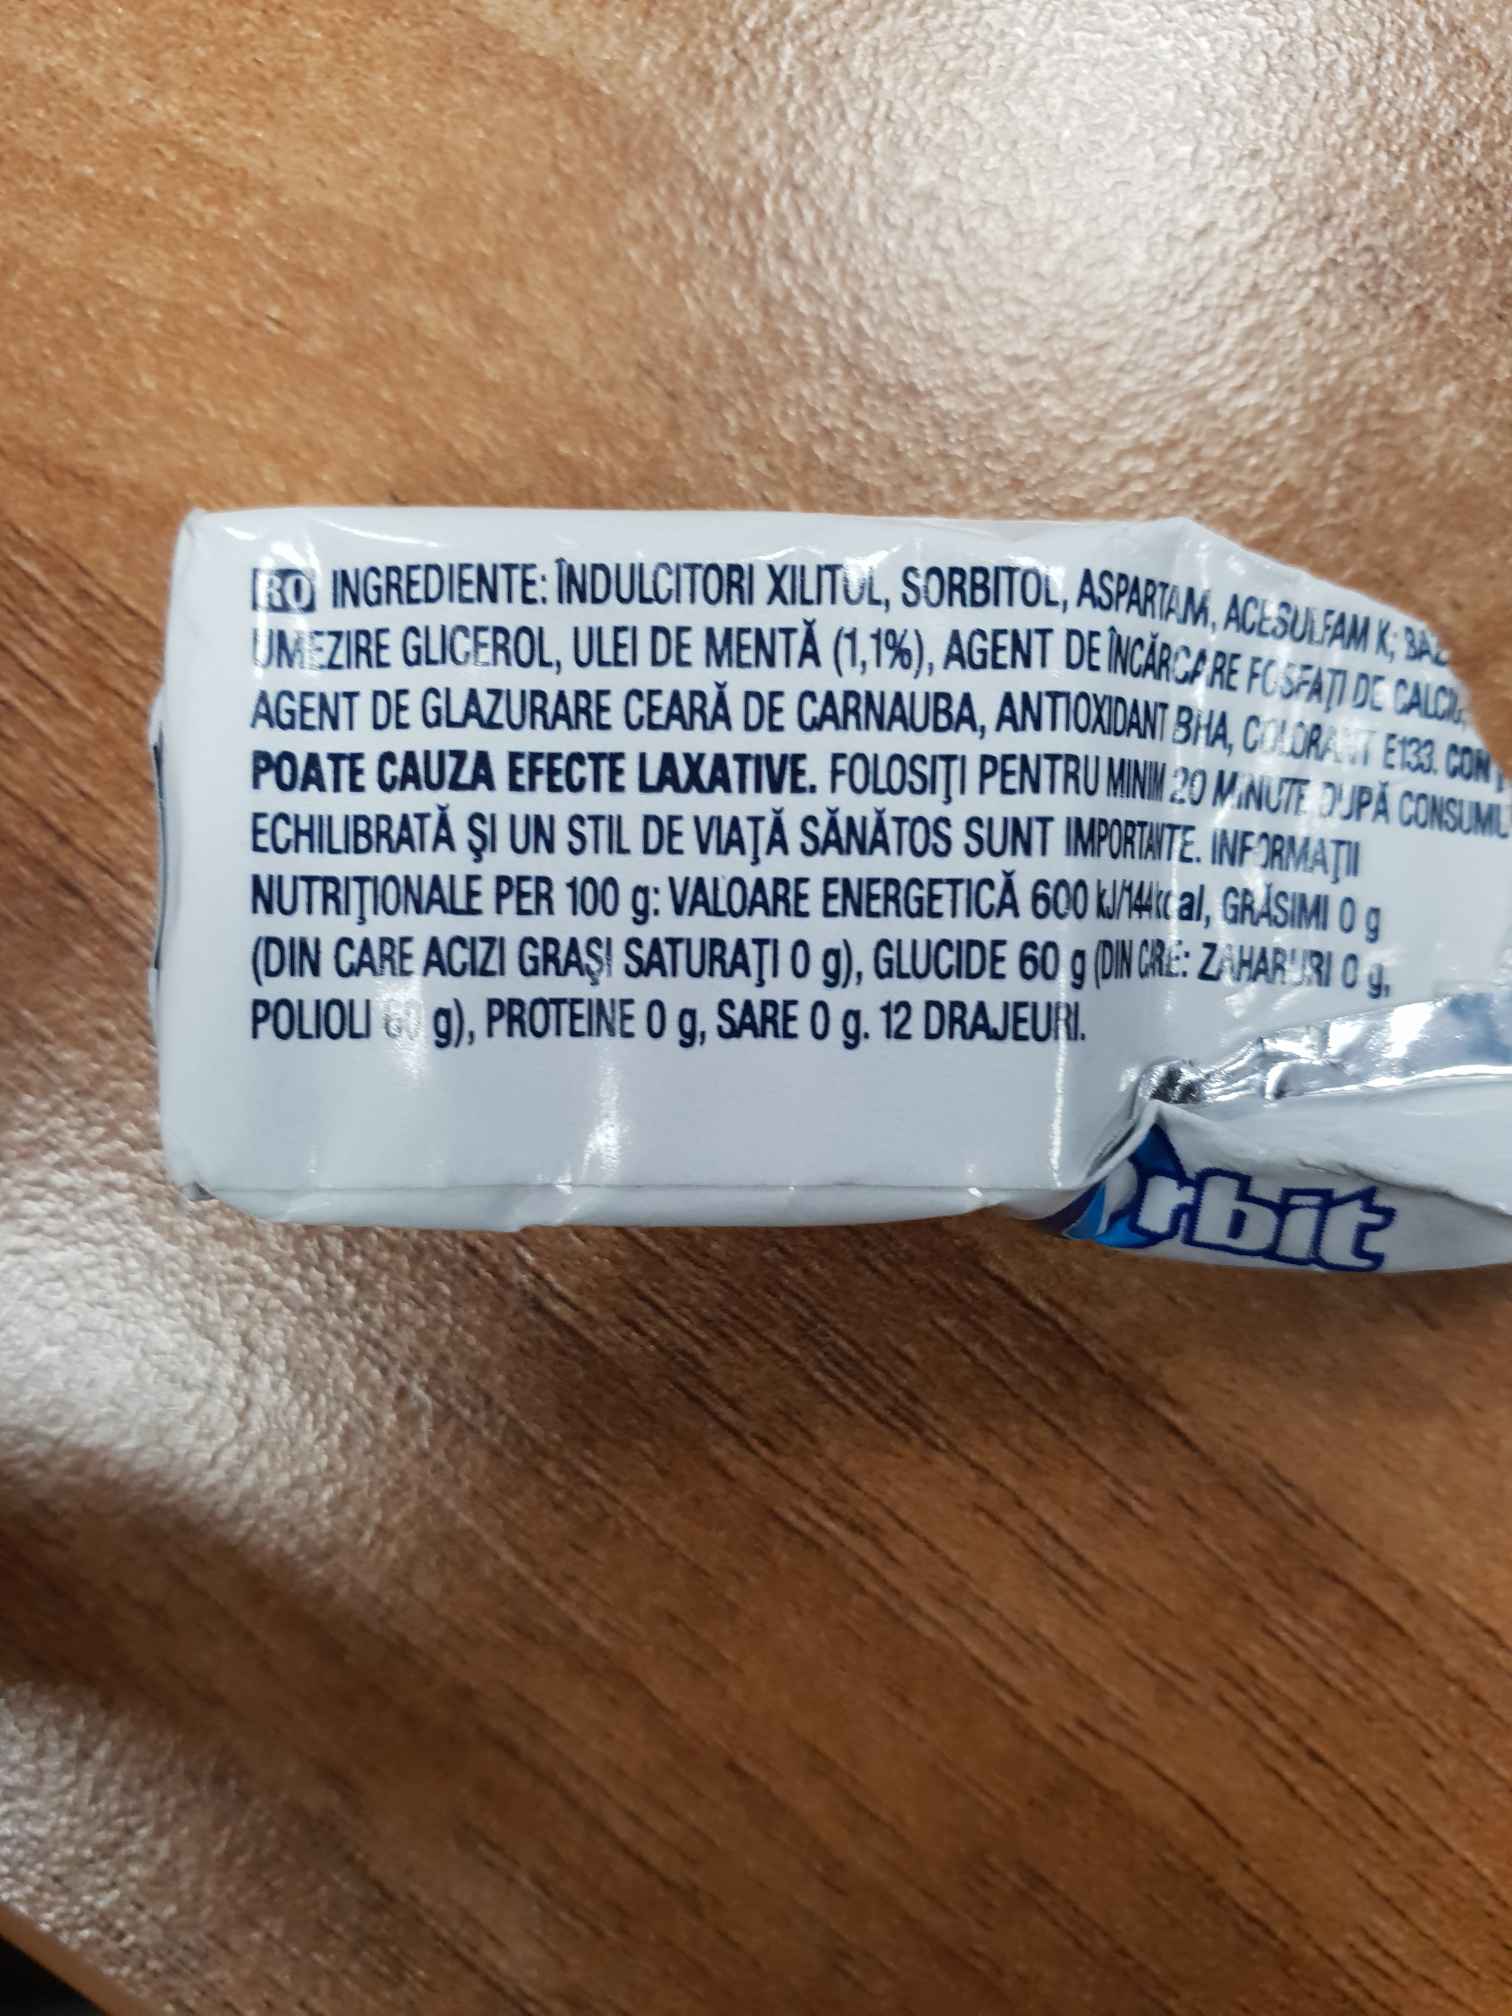 RO INGREDIENTE: ÎNDULCITORI XILITOL, SORBITOL, ASPARTAM, ACESULFAM K;
UMEZIRE GLICEROL, ULEI DE MENTĂ (1,1%), AGENT DE ÎNCĂRCARE FOSFAŢI DE
AGENT DE GLAZURARE CEARĂ DE CARNAUBA, ANTIOXIDANT BHA, COLORANT E133.
POATE CAUZA EFECTE LAXATIVE. FOLOSIŢI PENTRU MINIM 20 MINUTE DUPĂ
ECHILIBRATĂ ŞI UN STIL DE VIAŢĂ SĂNĂTOS SUNT IMPORTANTE. INFORMAŢII
NUTRIŢIONALE PER 100 g: VALOARE ENERGETICĂ 600 kJ/144kcal, GRĂSIMI 0 g
(DIN CARE ACIZI GRAŞI SATURAŢI 0 g), GLUCIDE 60 g (DIN CARE: ZAHARURI 0 g,
POLIOLI 60 g), PROTEINE 0 g, SARE 0 g. 12 DRAJEURI.
rbit